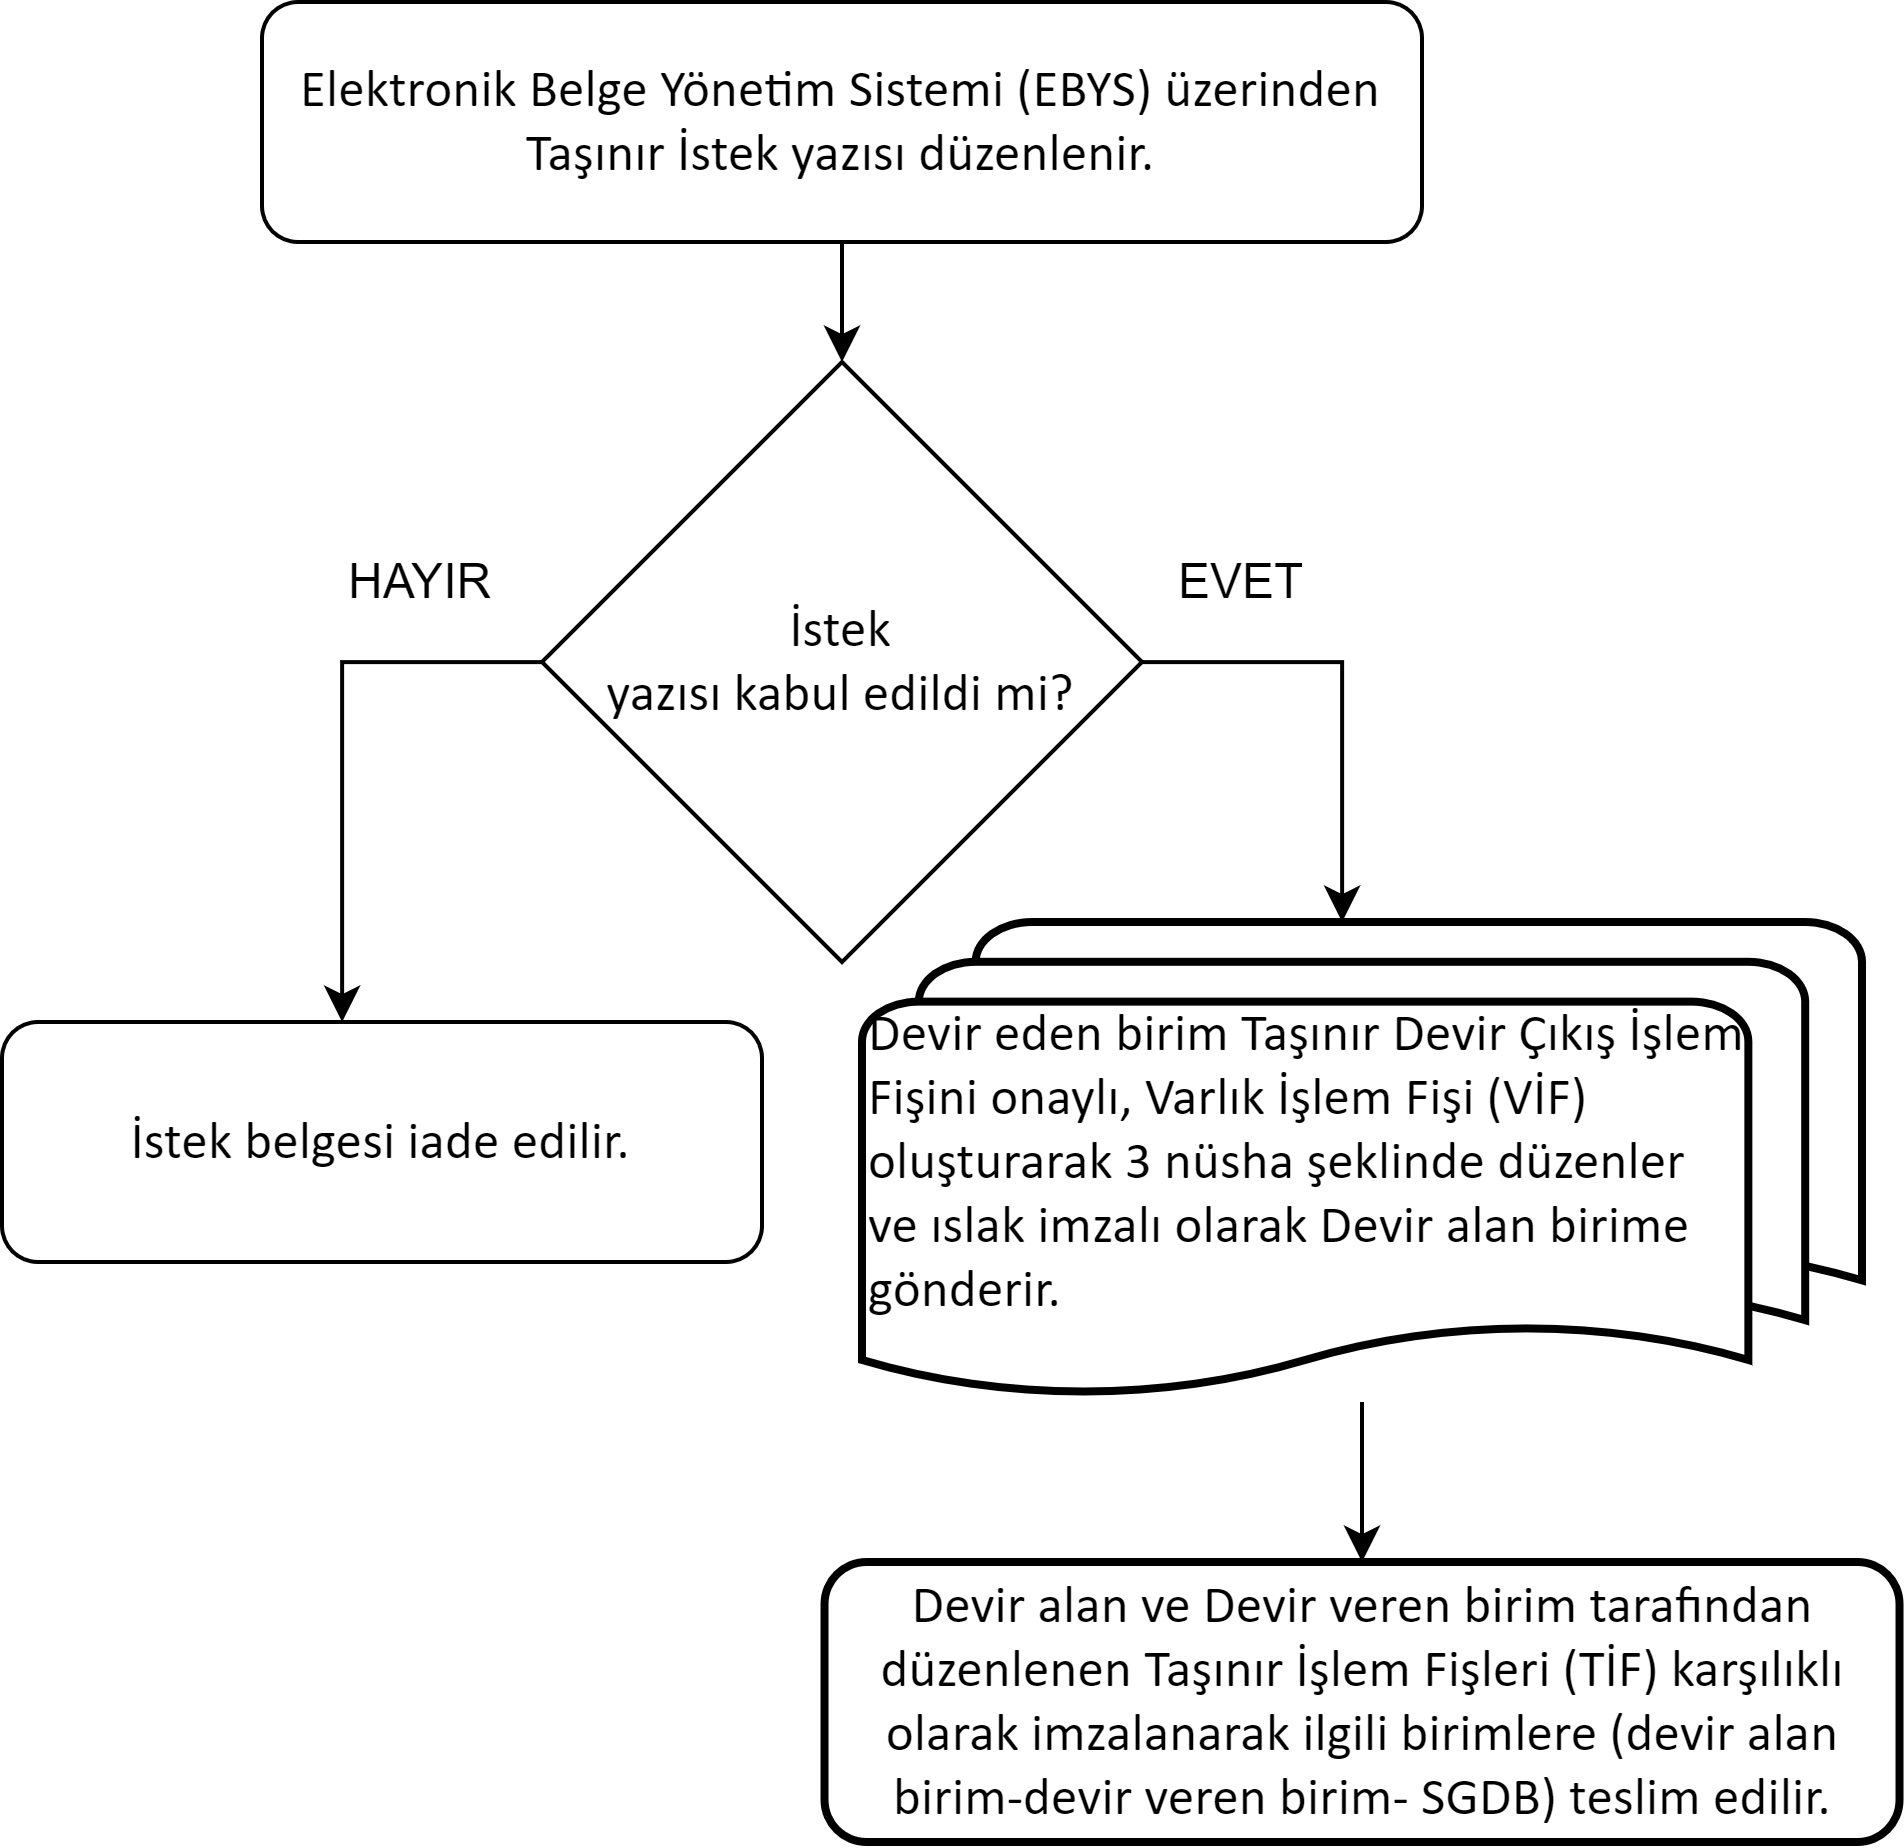 Elektronik Belge Yönetim Sistemi (EBYS) üzerinden
Taşınır İstek yazısı düzenlenir.
HAYIR
EVET
İstek
yazısı kabul edildi mi?
İstek belgesi iade edilir.
Devir eden birim Taşınır Devir Çıkış İşlem
Fişini onaylı, Varlık İşlem Fişi (VİF)
oluşturarak 3 nüsha şeklinde düzenler
ve ıslak imzalı olarak Devir alan birime
gönderir.
Devir alan ve Devir veren birim tarafından
düzenlenen Taşınır İşlem Fişleri (TİF) karşılıklı
olarak imzalanarak ilgili birimlere (devir alan
birim-devir veren birim- SGDB) teslim edilir.